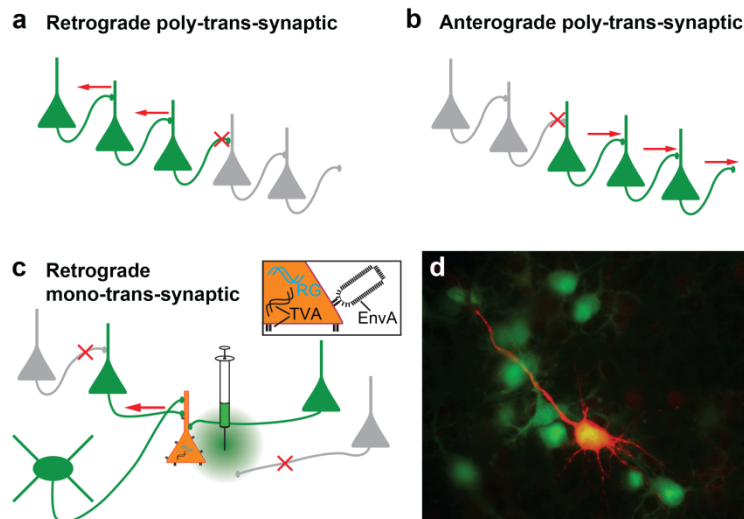 a Retrograde poly-trans-synaptic
b Anterograde poly-trans-synaptic
c Retrograde
mono-trans-synaptic
RG
TVA
EnvA
d